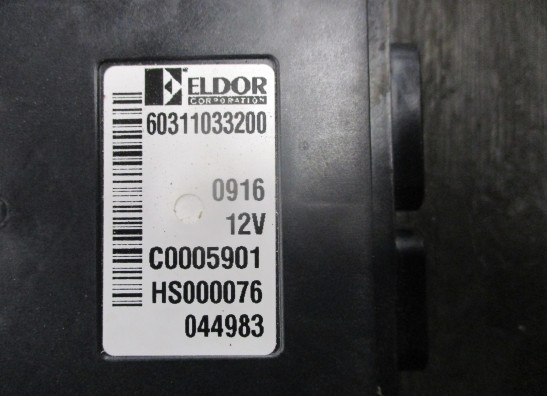 ELDOR
CORPORATION
60311033200
0916
12V
C0005901
HS000076
044983